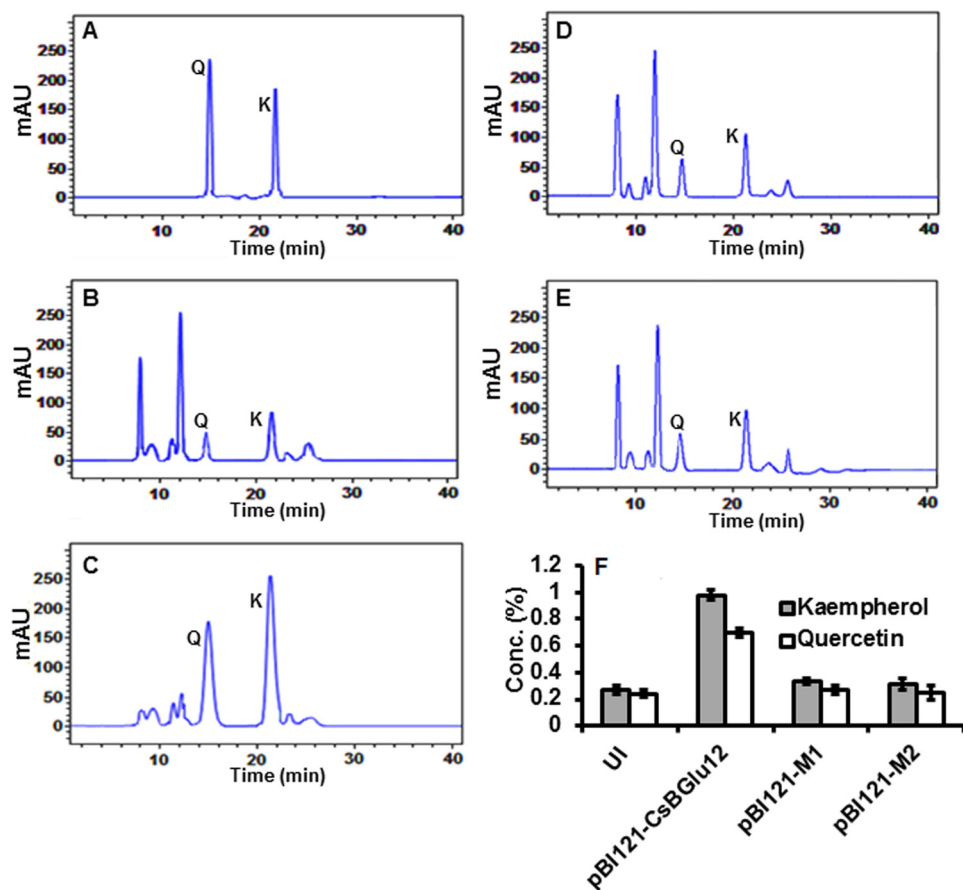 A
Q
K
mAU
250
200
150
100
50
0
10
20
30
40
Time (min)
B
Q
K
mAU
250
200
150
100
50
0
10
20
30
40
Time (min)
C
Q
K
mAU
250
200
150
100
50
0
10
20
30
40
Time (min)
D
Q
K
mAU
250
200
150
100
50
0
10
20
30
40
Time (min)
E
Q
K
mAU
250
200
150
100
50
0
10
20
30
40
Time (min)
F
Conc. (%)
1.2
1
0.8
0.6
0.4
0.2
0
Kaempherol
Quercetin
UI
pBI121-CsBGlu12
pBI121-M1
pBI121-M2